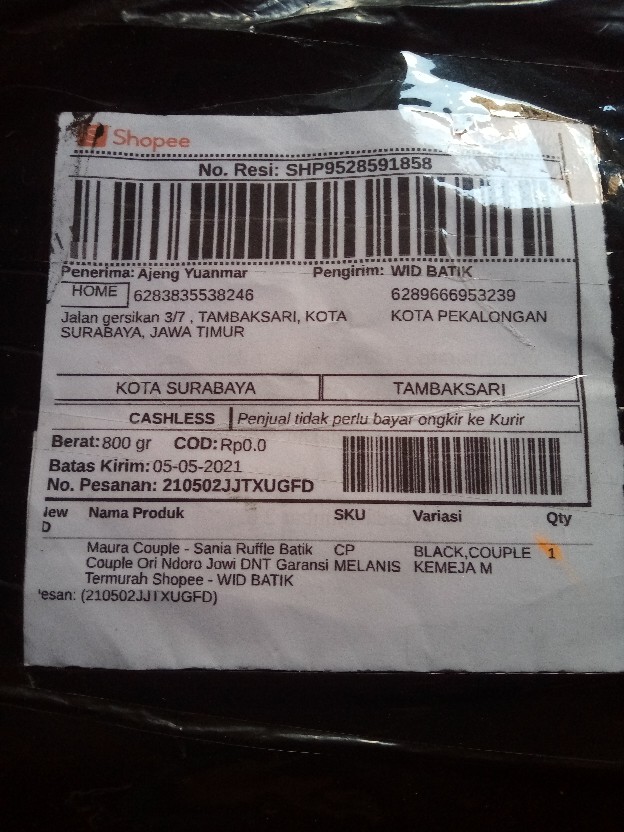 Shopee
No. Resi: SHP9528591858
Penerima: Ajeng Yuanmar Pengirim: WID BATIK
HOME 6283835538246 6289666953239
Jalan gersikan 3/7 , TAMBAKSARI, KOTA KOTA PEKALONGAN
SURABAYA, JAWA TIMUR
KOTA SURABAYA TAMBAKSARI
CASHLESS Penjual tidak perlu bayar ongkir ke Kurir
Berat: 800 gr COD: Rp0.0
Batas Kirim: 05-05-2021
No. Pesanan: 210502JJTXUGFD
Nama Produk SKU Variasi Qty
D
Maura Couple - Sania Ruffle Batik CP BLACK,COUPLE 1
Couple Ori Ndoro Jowi DNT Garansi MELANIS KEMEJA M
Termurah Shopee - WID BATIK
esan: (210502JJTXUGFD)